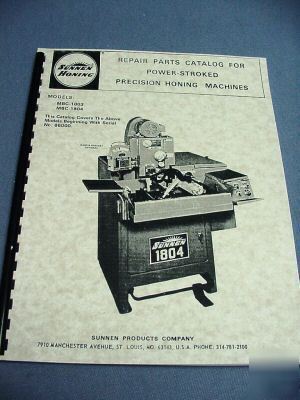 SUNNEN
HONING
REPAIR PARTS CATALOG FOR
POWER-STROKED
PRECISION HONING MACHINES
MODELS:
MBC-1803
MBC-1804
This Catalog Covers The Above
Models Beginning With Serial
SUNNEN
1804
SUNNEN PRODUCTS COMPANY
7910 MANCHESTER AVENUE, ST. LOUIS, MO. 63143, U.S.A. PHONE: 314-781-2100